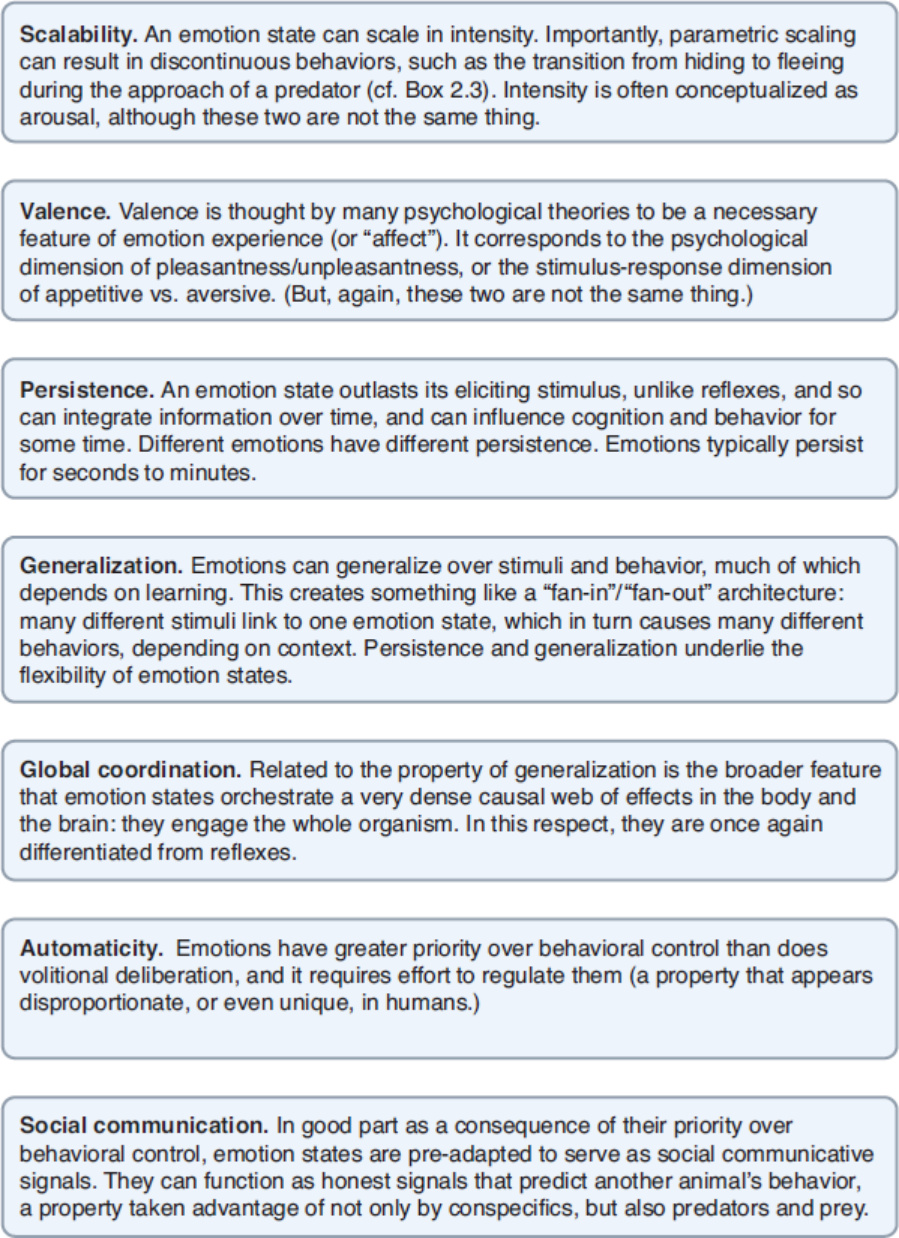 Scalability. An emotion state can scale in intensity. Importantly, parametric scaling
can result in discontinuous behaviors, such as the transition from hiding to fleeing
during the approach of a predator (cf. Box 2.3). Intensity is often conceptualized as
arousal, although these two are not the same thing.
Valence. Valence is thought by many psychological theories to be a necessary
feature of emotion experience (or “affect”). It corresponds to the psychological
dimension of pleasantness/unpleasantness, or the stimulus-response dimension
of appetitive vs. aversive. (But, again, these two are not the same thing.)
Persistence. An emotion state outlasts its eliciting stimulus, unlike reflexes, and so
can integrate information over time, and can influence cognition and behavior for
some time. Different emotions have different persistence. Emotions typically persist
for seconds to minutes.
Generalization. Emotions can generalize over stimuli and behavior, much of which
depends on learning. This creates something like a “fan-in”/“fan-out” architecture:
many different stimuli link to one emotion state, which in turn causes many different
behaviors, depending on context. Persistence and generalization underlie the
flexibility of emotion states.
Global coordination. Related to the property of generalization is the broader feature
that emotion states orchestrate a very dense causal web of effects in the body and
the brain: they engage the whole organism. In this respect, they are once again
differentiated from reflexes.
Automaticity. Emotions have greater priority over behavioral control than does
volitional deliberation, and it requires effort to regulate them (a property that appears
disproportionate, or even unique, in humans.)
Social communication. In good part as a consequence of their priority over
behavioral control, emotion states are pre-adapted to serve as social communicative
signals. They can function as honest signals that predict another animal’s behavior,
a property taken advantage of not only by conspecifics, but also predators and prey.